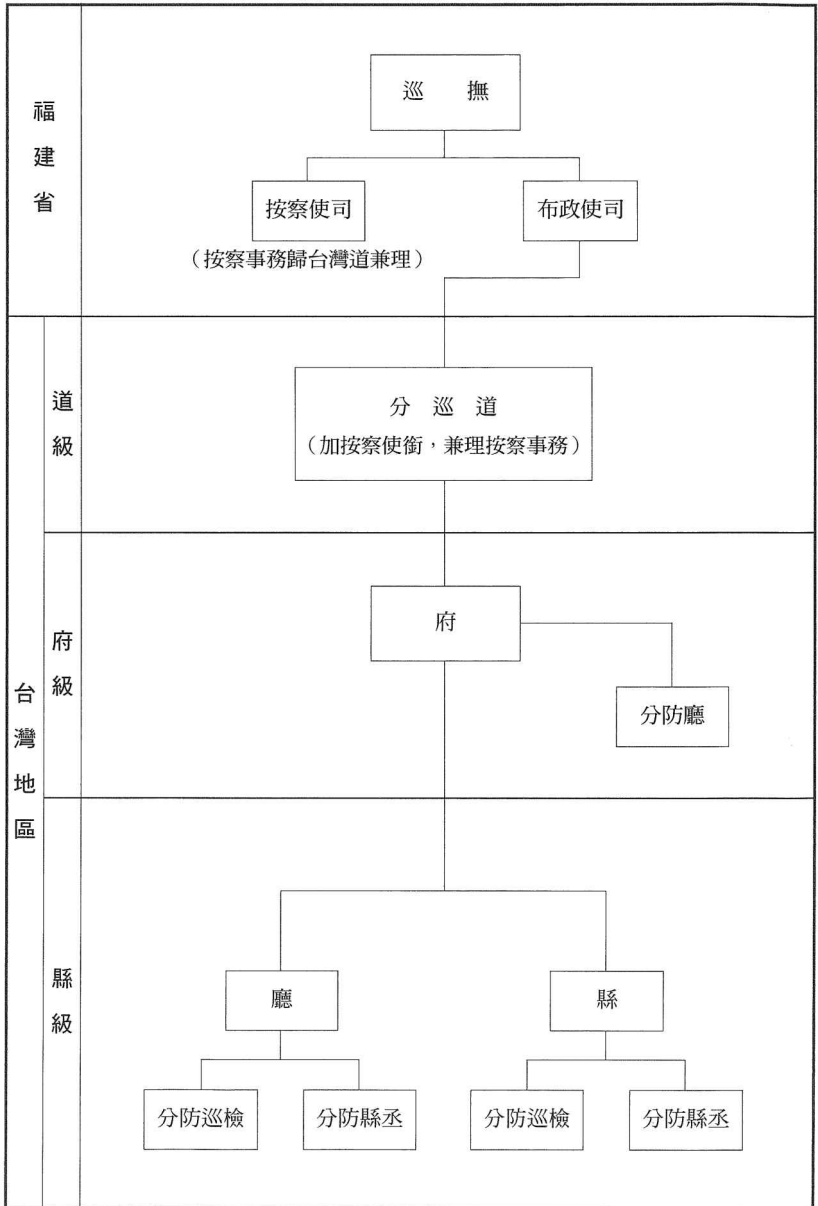 福建省
巡撫
按察使司
布政使司
（按察事務歸台灣道兼理）
台灣地區
道級
分巡道
（加按察使銜，兼理按察事務）
府級
府
分防廳
縣級
廳
縣
分防巡檢
分防縣丞
分防巡檢
分防縣丞